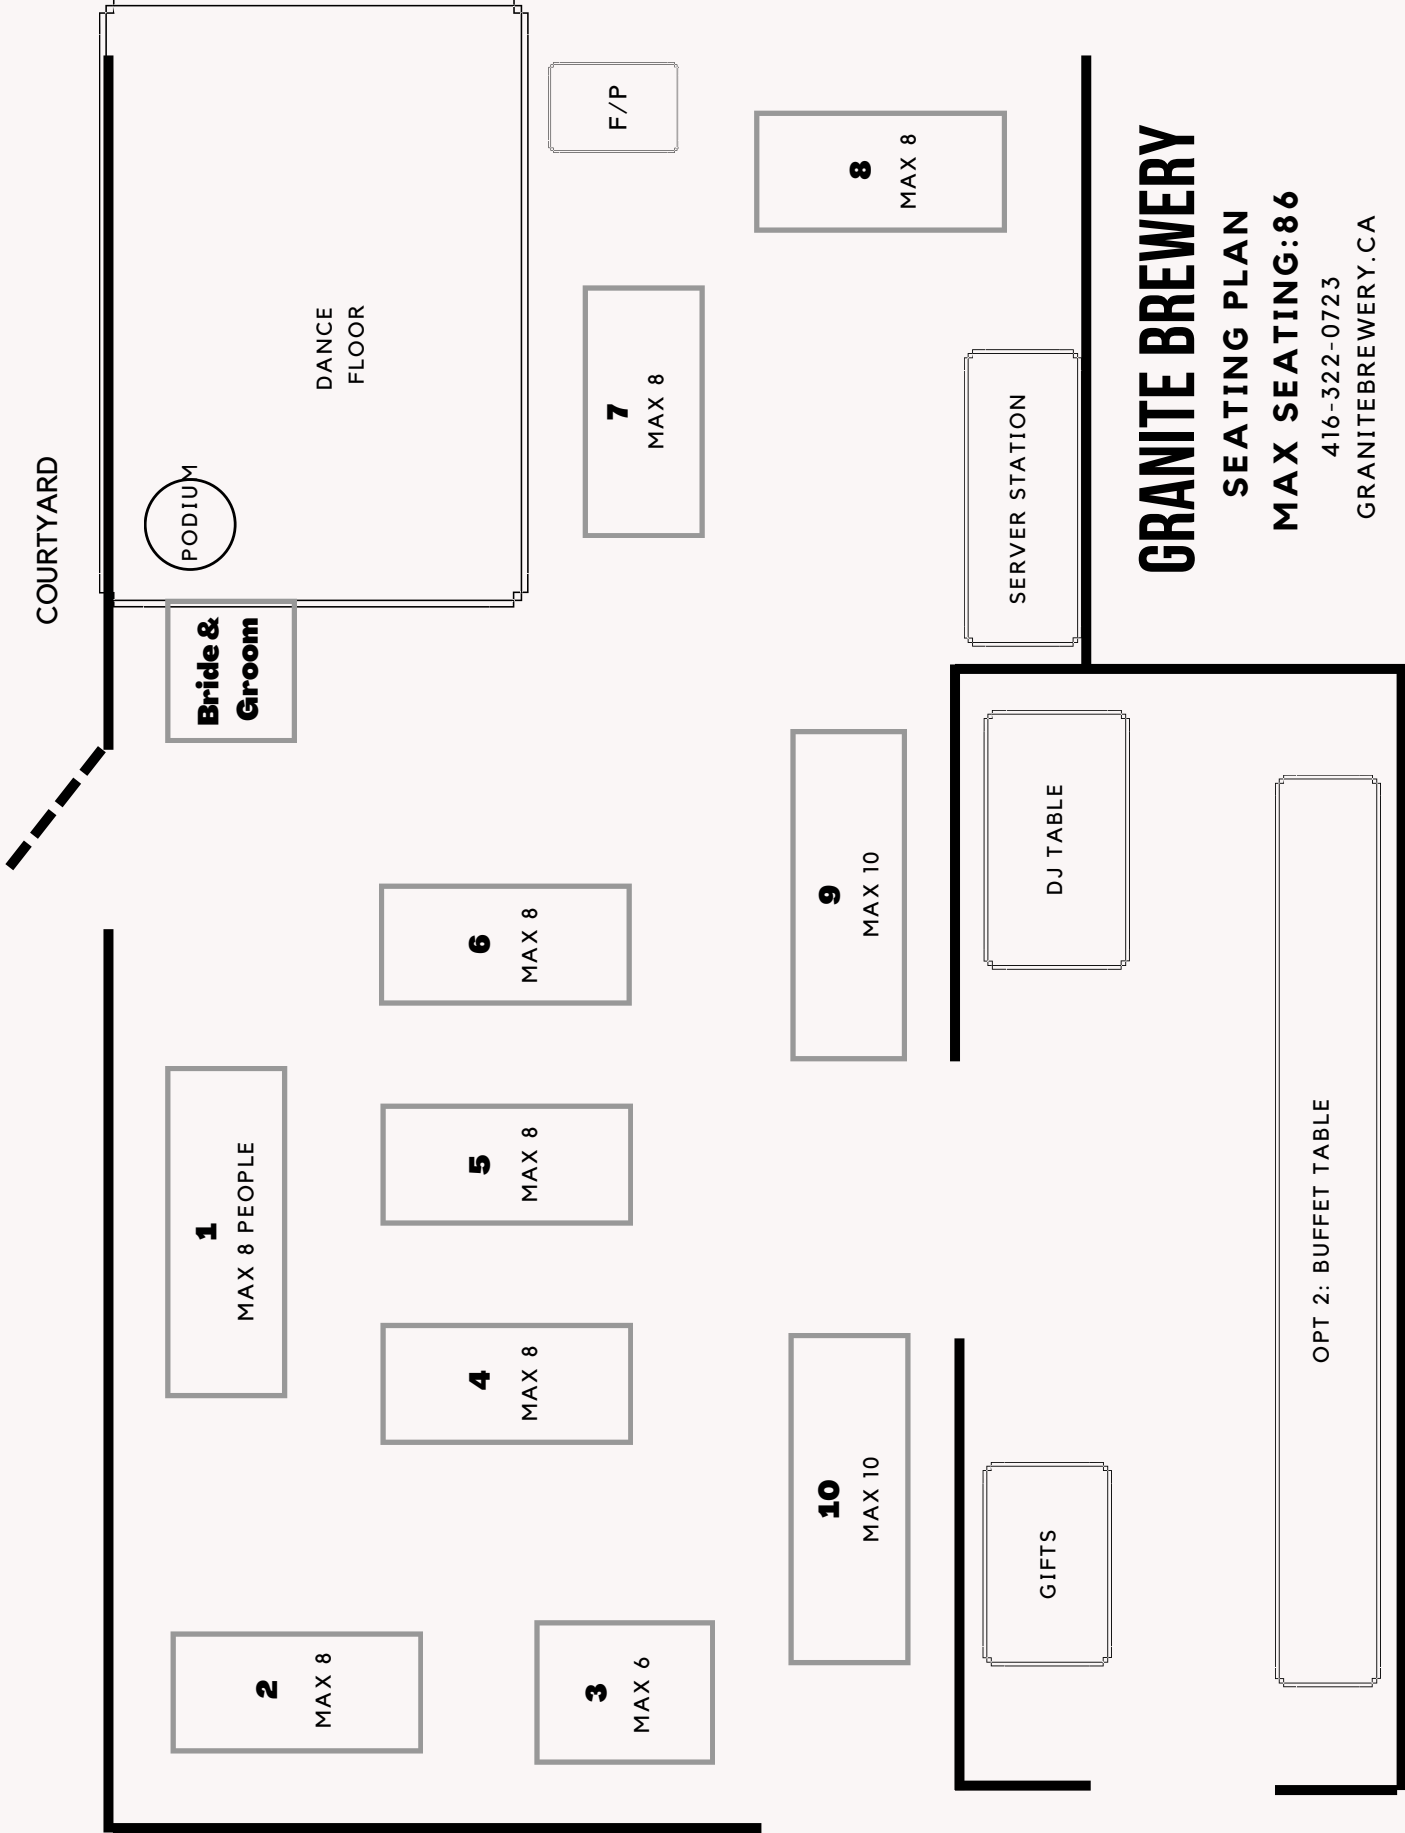 COURTYARD
PODIUM
DANCE
FLOOR
Bride &
Groom
F/P
1
MAX 8 PEOPLE
2
MAX 8
3
MAX 6
4
MAX 8
5
MAX 8
6
MAX 8
7
MAX 8
8
MAX 8
9
MAX 10
10
MAX 10
SERVER STATION
DJ TABLE
GIFTS
OPT 2: BUFFET TABLE
GRANITE BREWERY
SEATING PLAN
MAX SEATING:86
416-322-0723
GRANITEBREWERY.CA